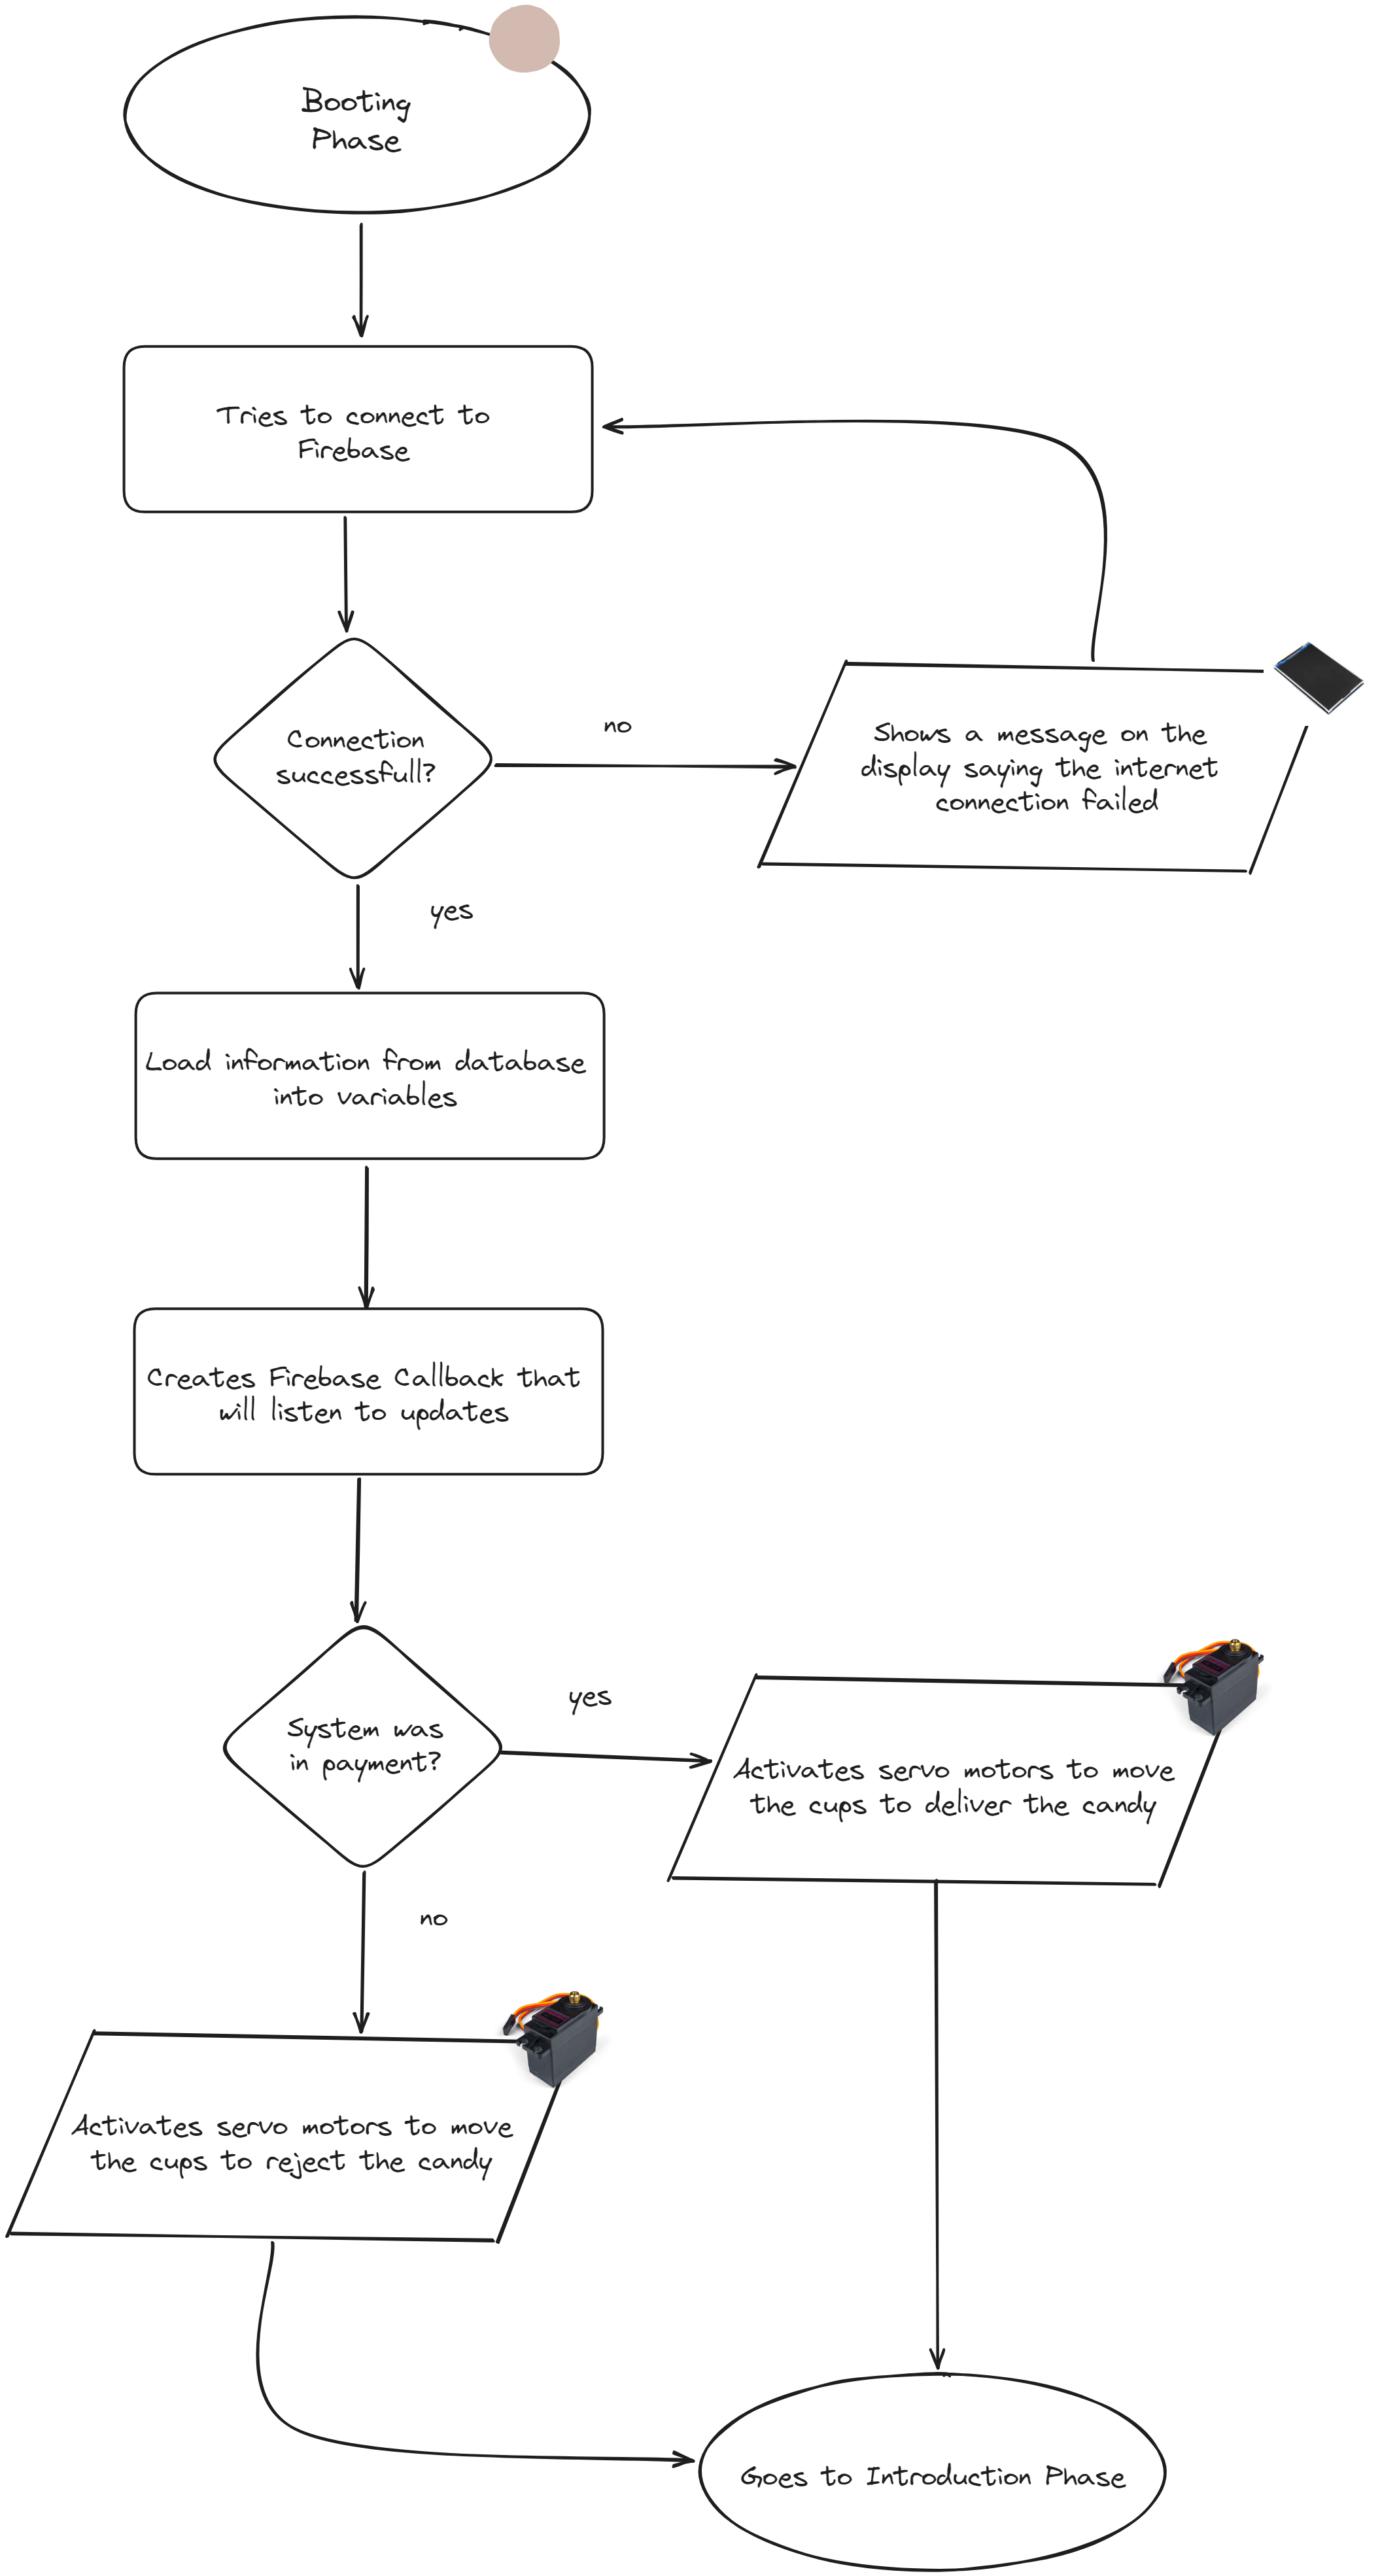 Booting
Phase
Tries to connect to
Firebase
Connection
successfull?
no
Shows a message on the
display saying the internet
connection failed
yes
Load information from database
into variables
Creates Firebase Callback that
will listen to updates
System was
in payment?
yes
Activates servo motors to move
the cups to deliver the candy
no
Activates servo motors to move
the cups to reject the candy
Goes to Introduction Phase